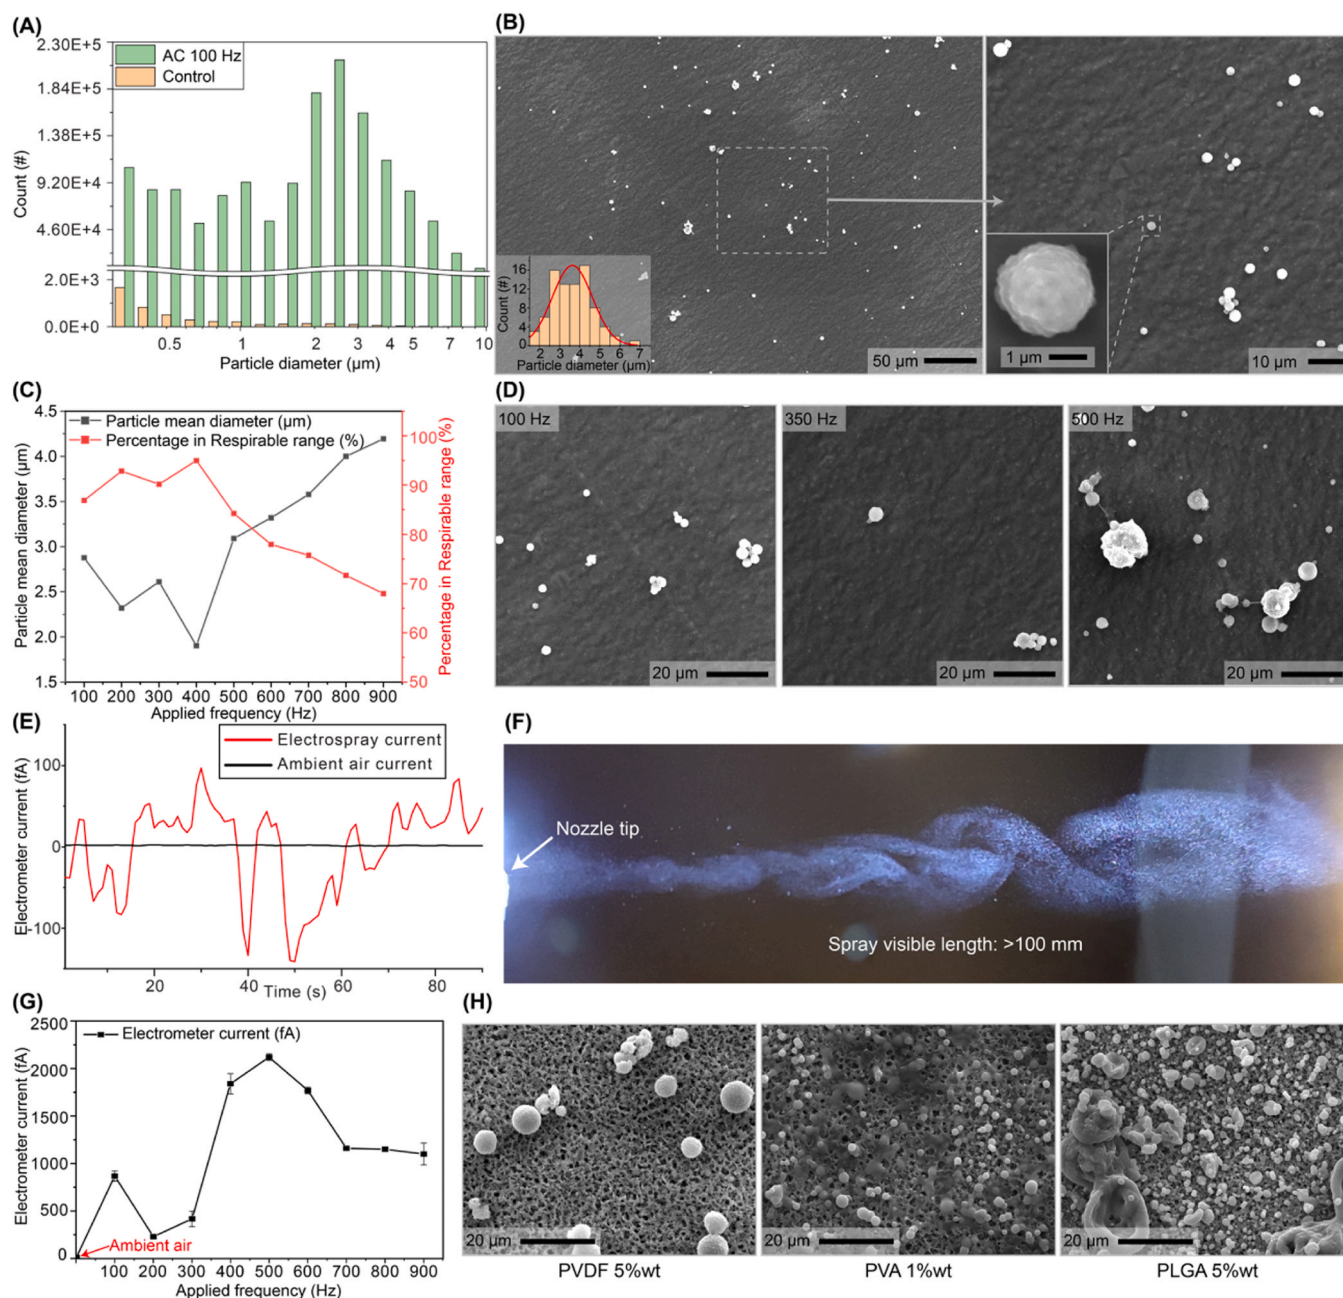 (A)
2.30E+5
1.84E+5
1.38E+5
9.20E+4
4.60E+4
2.0E+3
0.0E+0
Count (#)
AC 100 Hz
Control
0.5 1 2 3 4 5 7 10
Particle diameter (µm)
(B)
16
12
8
4
0
Count (#)
2 3 4 5 6 7
Particle diameter (µm)
50 µm
1 µm
10 µm
(C)
4.5
4.0
3.5
3.0
2.5
2.0
1.5
Particle mean diameter (µm)
Particle mean diameter (µm)
Percentage in Respirable range (%)
100
90
80
70
60
50
Percentage in Respirable range (%)
100 200 300 400 500 600 700 800 900
Applied frequency (Hz)
(D)
100 Hz
20 µm
350 Hz
20 µm
500 Hz
20 µm
(E)
100
0
-100
Electrometer current (fA)
Electrospray current
Ambient air current
20 40 60 80
Time (s)
(F)
Nozzle tip
Spray visible length: >100 mm
(G)
2500
2000
1500
1000
500
0
Electrometer current (fA)
Electrometer current (fA)
Ambient air
100 200 300 400 500 600 700 800 900
Applied frequency (Hz)
(H)
20 µm
20 µm
20 µm
PVDF 5%wt
PVA 1%wt
PLGA 5%wt